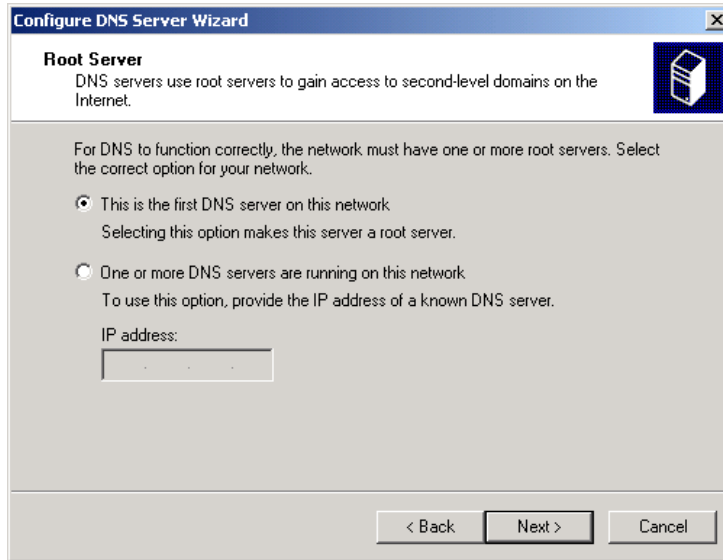 Configure DNS Server Wizard
Root Server
DNS servers use root servers to gain access to second-level domains on the
Internet.
For DNS to function correctly, the network must have one or more root servers. Select
the correct option for your network.
This is the first DNS server on this network
Selecting this option makes this server a root server.
One or more DNS servers are running on this network
To use this option, provide the IP address of a known DNS server.
IP address:
. . .
< Back Next > Cancel